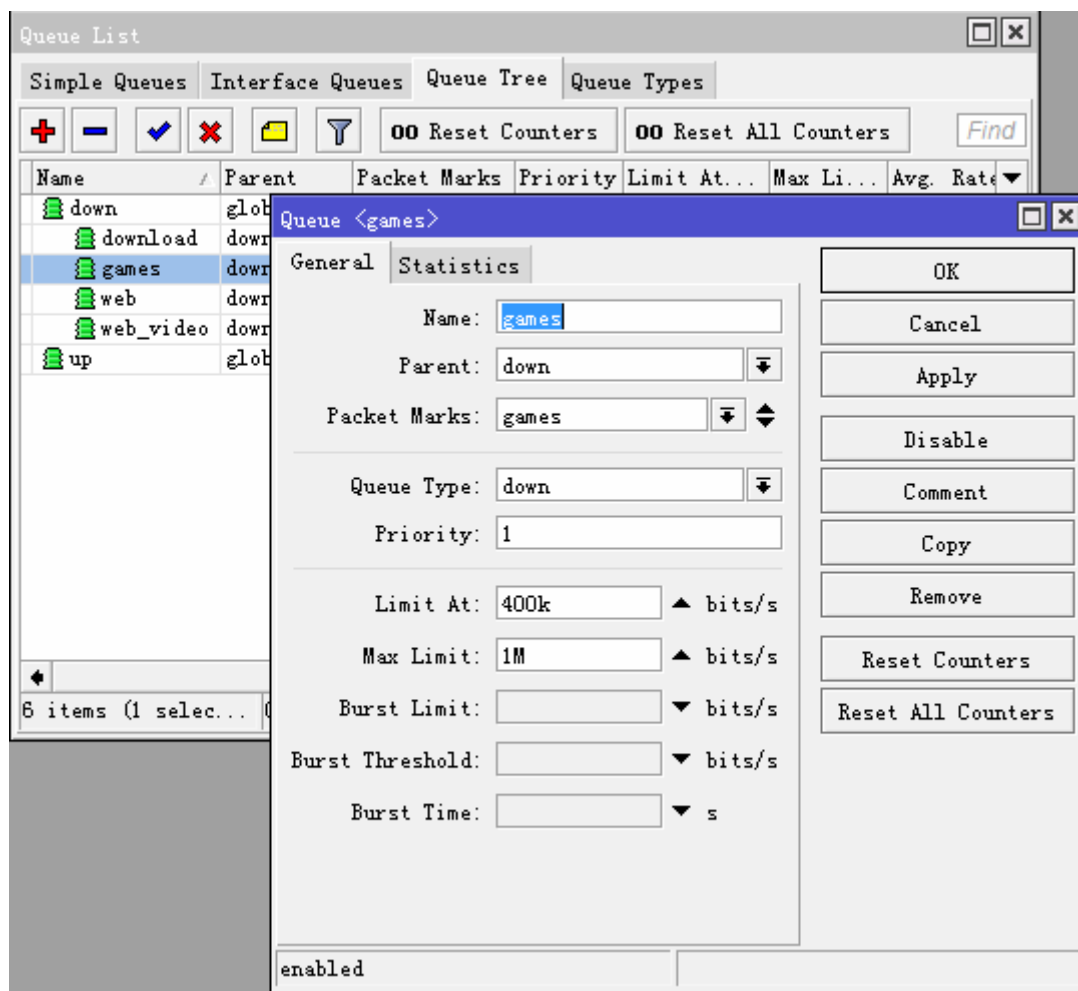 Queue List
Simple Queues Interface Queues Queue Tree Queue Types
00 Reset Counters 00 Reset All Counters Find
Name Parent Packet Marks Priority Limit At... Max Li... Avg. Rate
down glob
download down
games down
web down
web_video down
up glob
6 items (1 selec...
Queue <games>
General Statistics
Name: games
Parent: down
Packet Marks: games
Queue Type: down
Priority: 1
Limit At: 400k bits/s
Max Limit: 1M bits/s
Burst Limit: bits/s
Burst Threshold: bits/s
Burst Time: s
OK
Cancel
Apply
Disable
Comment
Copy
Remove
Reset Counters
Reset All Counters
enabled